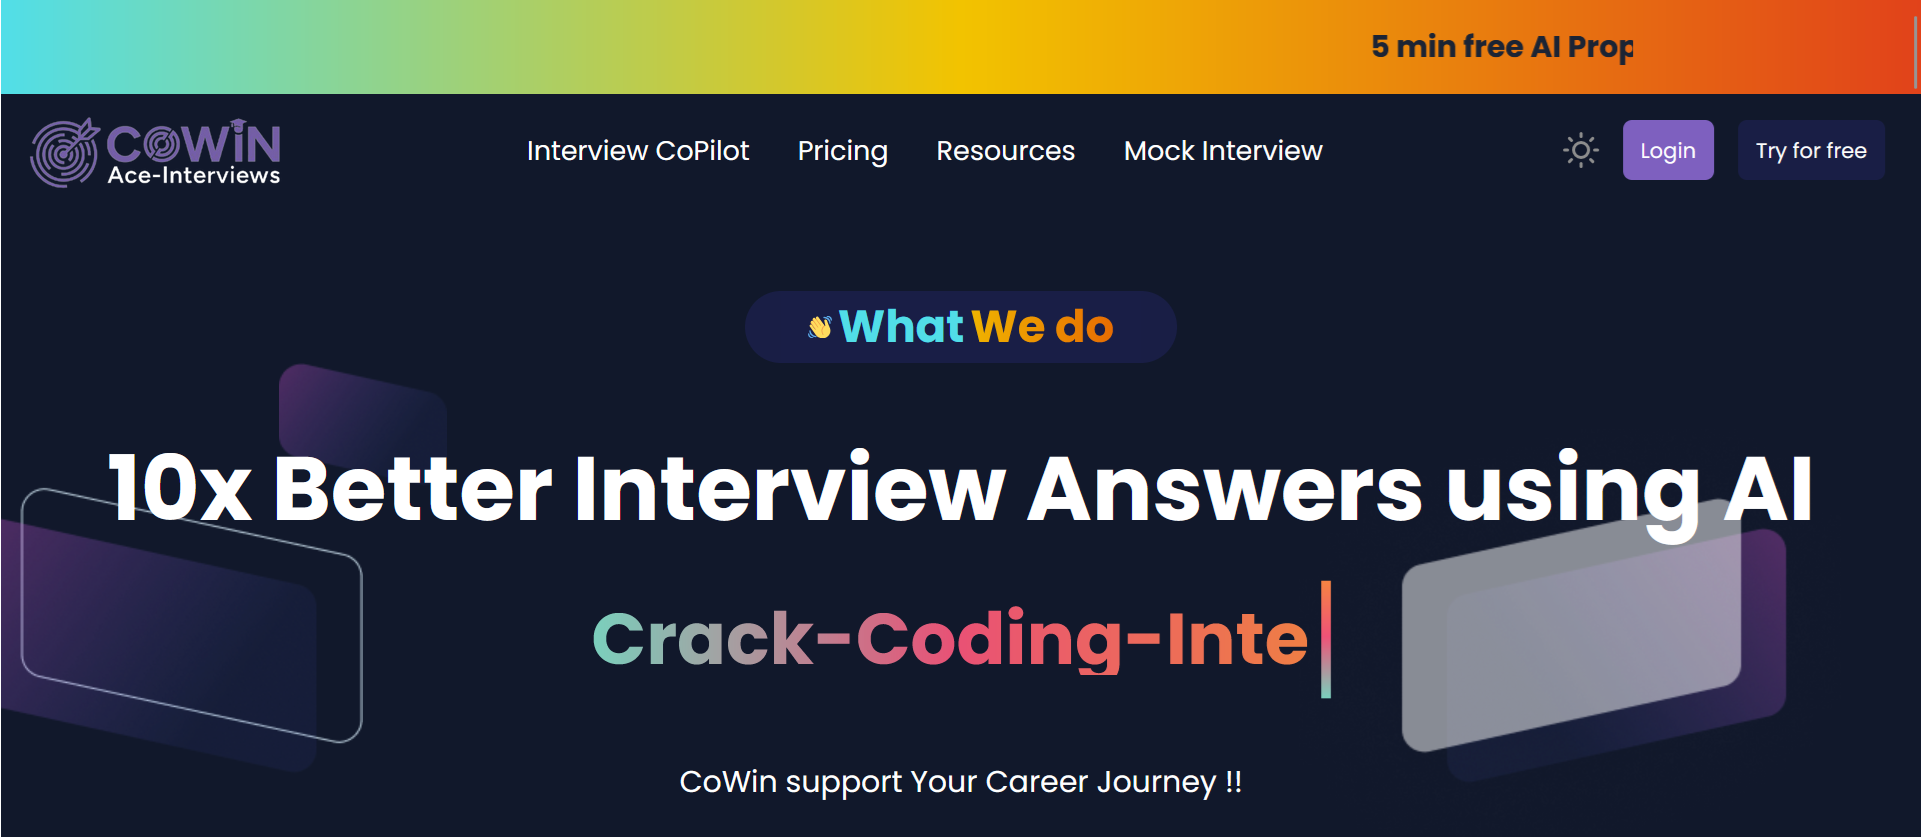 5 min free AI Prop
COWIN
Ace-Interviews
Interview CoPilot
Pricing
Resources
Mock Interview
Login
Try for free
What We do
10x Better Interview Answers using AI
Crack-Coding-Inte
CoWin support Your Career Journey !!